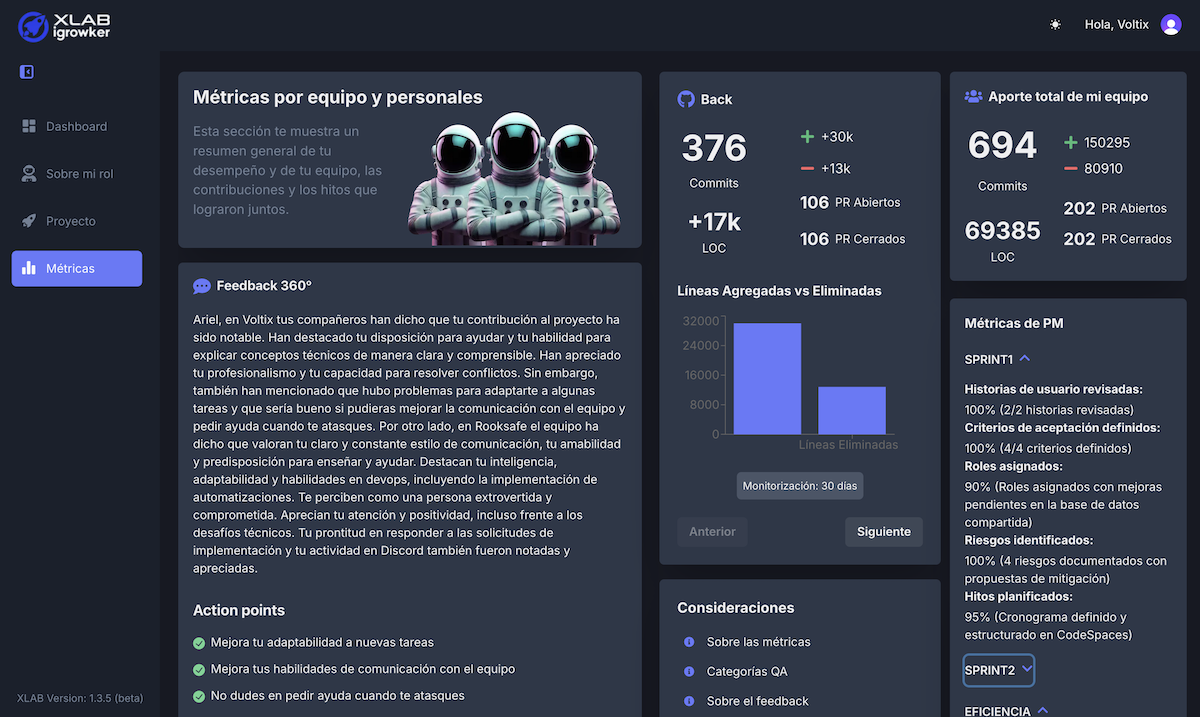 XLAB
igrowker
Hola, Voltix
Dashboard
Sobre mi rol
Proyecto
Métricas
XLAB Version: 1.3.5 (beta)
Métricas por equipo y personales
Esta sección te muestra un
resumen general de tu
desempeño y de tu equipo, las
contribuciones y los hitos que
lograron juntos.
Feedback 360º
Ariel, en Voltix tus compañeros han dicho que tu contribución al proyecto ha
sido notable. Han destacado tu disposición para ayudar y tu habilidad para
explicar conceptos técnicos de manera clara y comprensible. Han apreciado
tu profesionalismo y tu capacidad para resolver conflictos. Sin embargo,
también han mencionado que hubo problemas para adaptarte a algunas
tareas y que sería bueno si pudieras mejorar la comunicación con el equipo y
pedir ayuda cuando te atasques. Por otro lado, en Rooksafe el equipo ha
dicho que valoran tu claro y constante estilo de comunicación, tu amabilidad
y predisposición para enseñar y ayudar. Destacan tu inteligencia,
adaptabilidad y habilidades en devops, incluyendo la implementación de
automatizaciones. Te perciben como una persona extrovertida y
comprometida. Aprecian tu atención y positividad, incluso frente a los
desafíos técnicos. Tu prontitud en responder a las solicitudes de
implementación y tu actividad en Discord también fueron notadas y
apreciadas.
Action points
Mejora tu adaptabilidad a nuevas tareas
Mejora tus habilidades de comunicación con el equipo
No dudes en pedir ayuda cuando te atasques
Back
376
Commits
+17k
LOC
+30k
+13k
106 PR Abiertos
106 PR Cerrados
Líneas Agregadas vs Eliminadas
32000
24000
16000
8000
0
Líneas Eliminadas
Monitorización: 30 días
Anterior
Siguiente
Consideraciones
Sobre las métricas
Categorías QA
Sobre el feedback
Aporte total de mi equipo
694
Commits
69385
LOC
150295
80910
202 PR Abiertos
202 PR Cerrados
Métricas de PM
SPRINT1
Historias de usuario revisadas:
100% (2/2 historias revisadas)
Criterios de aceptación definidos:
100% (4/4 criterios definidos)
Roles asignados:
90% (Roles asignados con mejoras
pendientes en la base de datos
compartida)
Riesgos identificados:
100% (4 riesgos documentados con
propuestas de mitigación)
Hitos planificados:
95% (Cronograma definido y
estructurado en CodeSpaces)
SPRINT2
EFICIENCIA